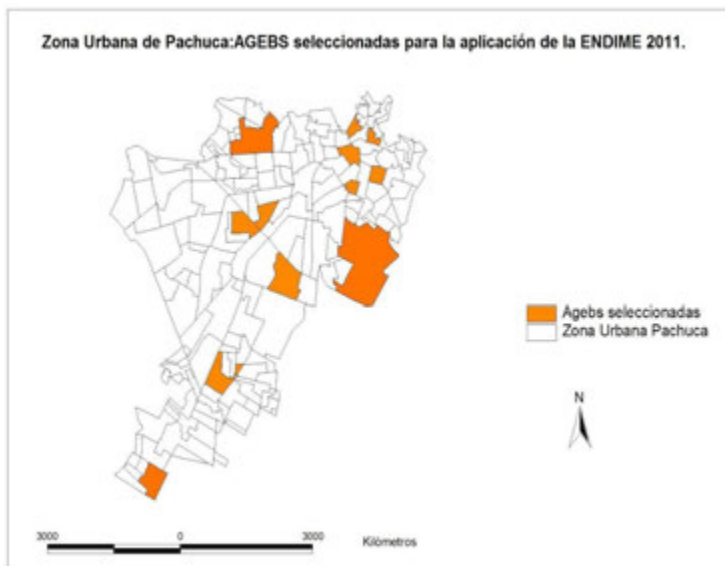 Zona Urbana de Pachuca:AGEBS seleccionadas para la aplicación de la ENDIME 2011.
Agebs seleccionadas
Zona Urbana Pachuca
N
3000 0 3000 Kilómetros